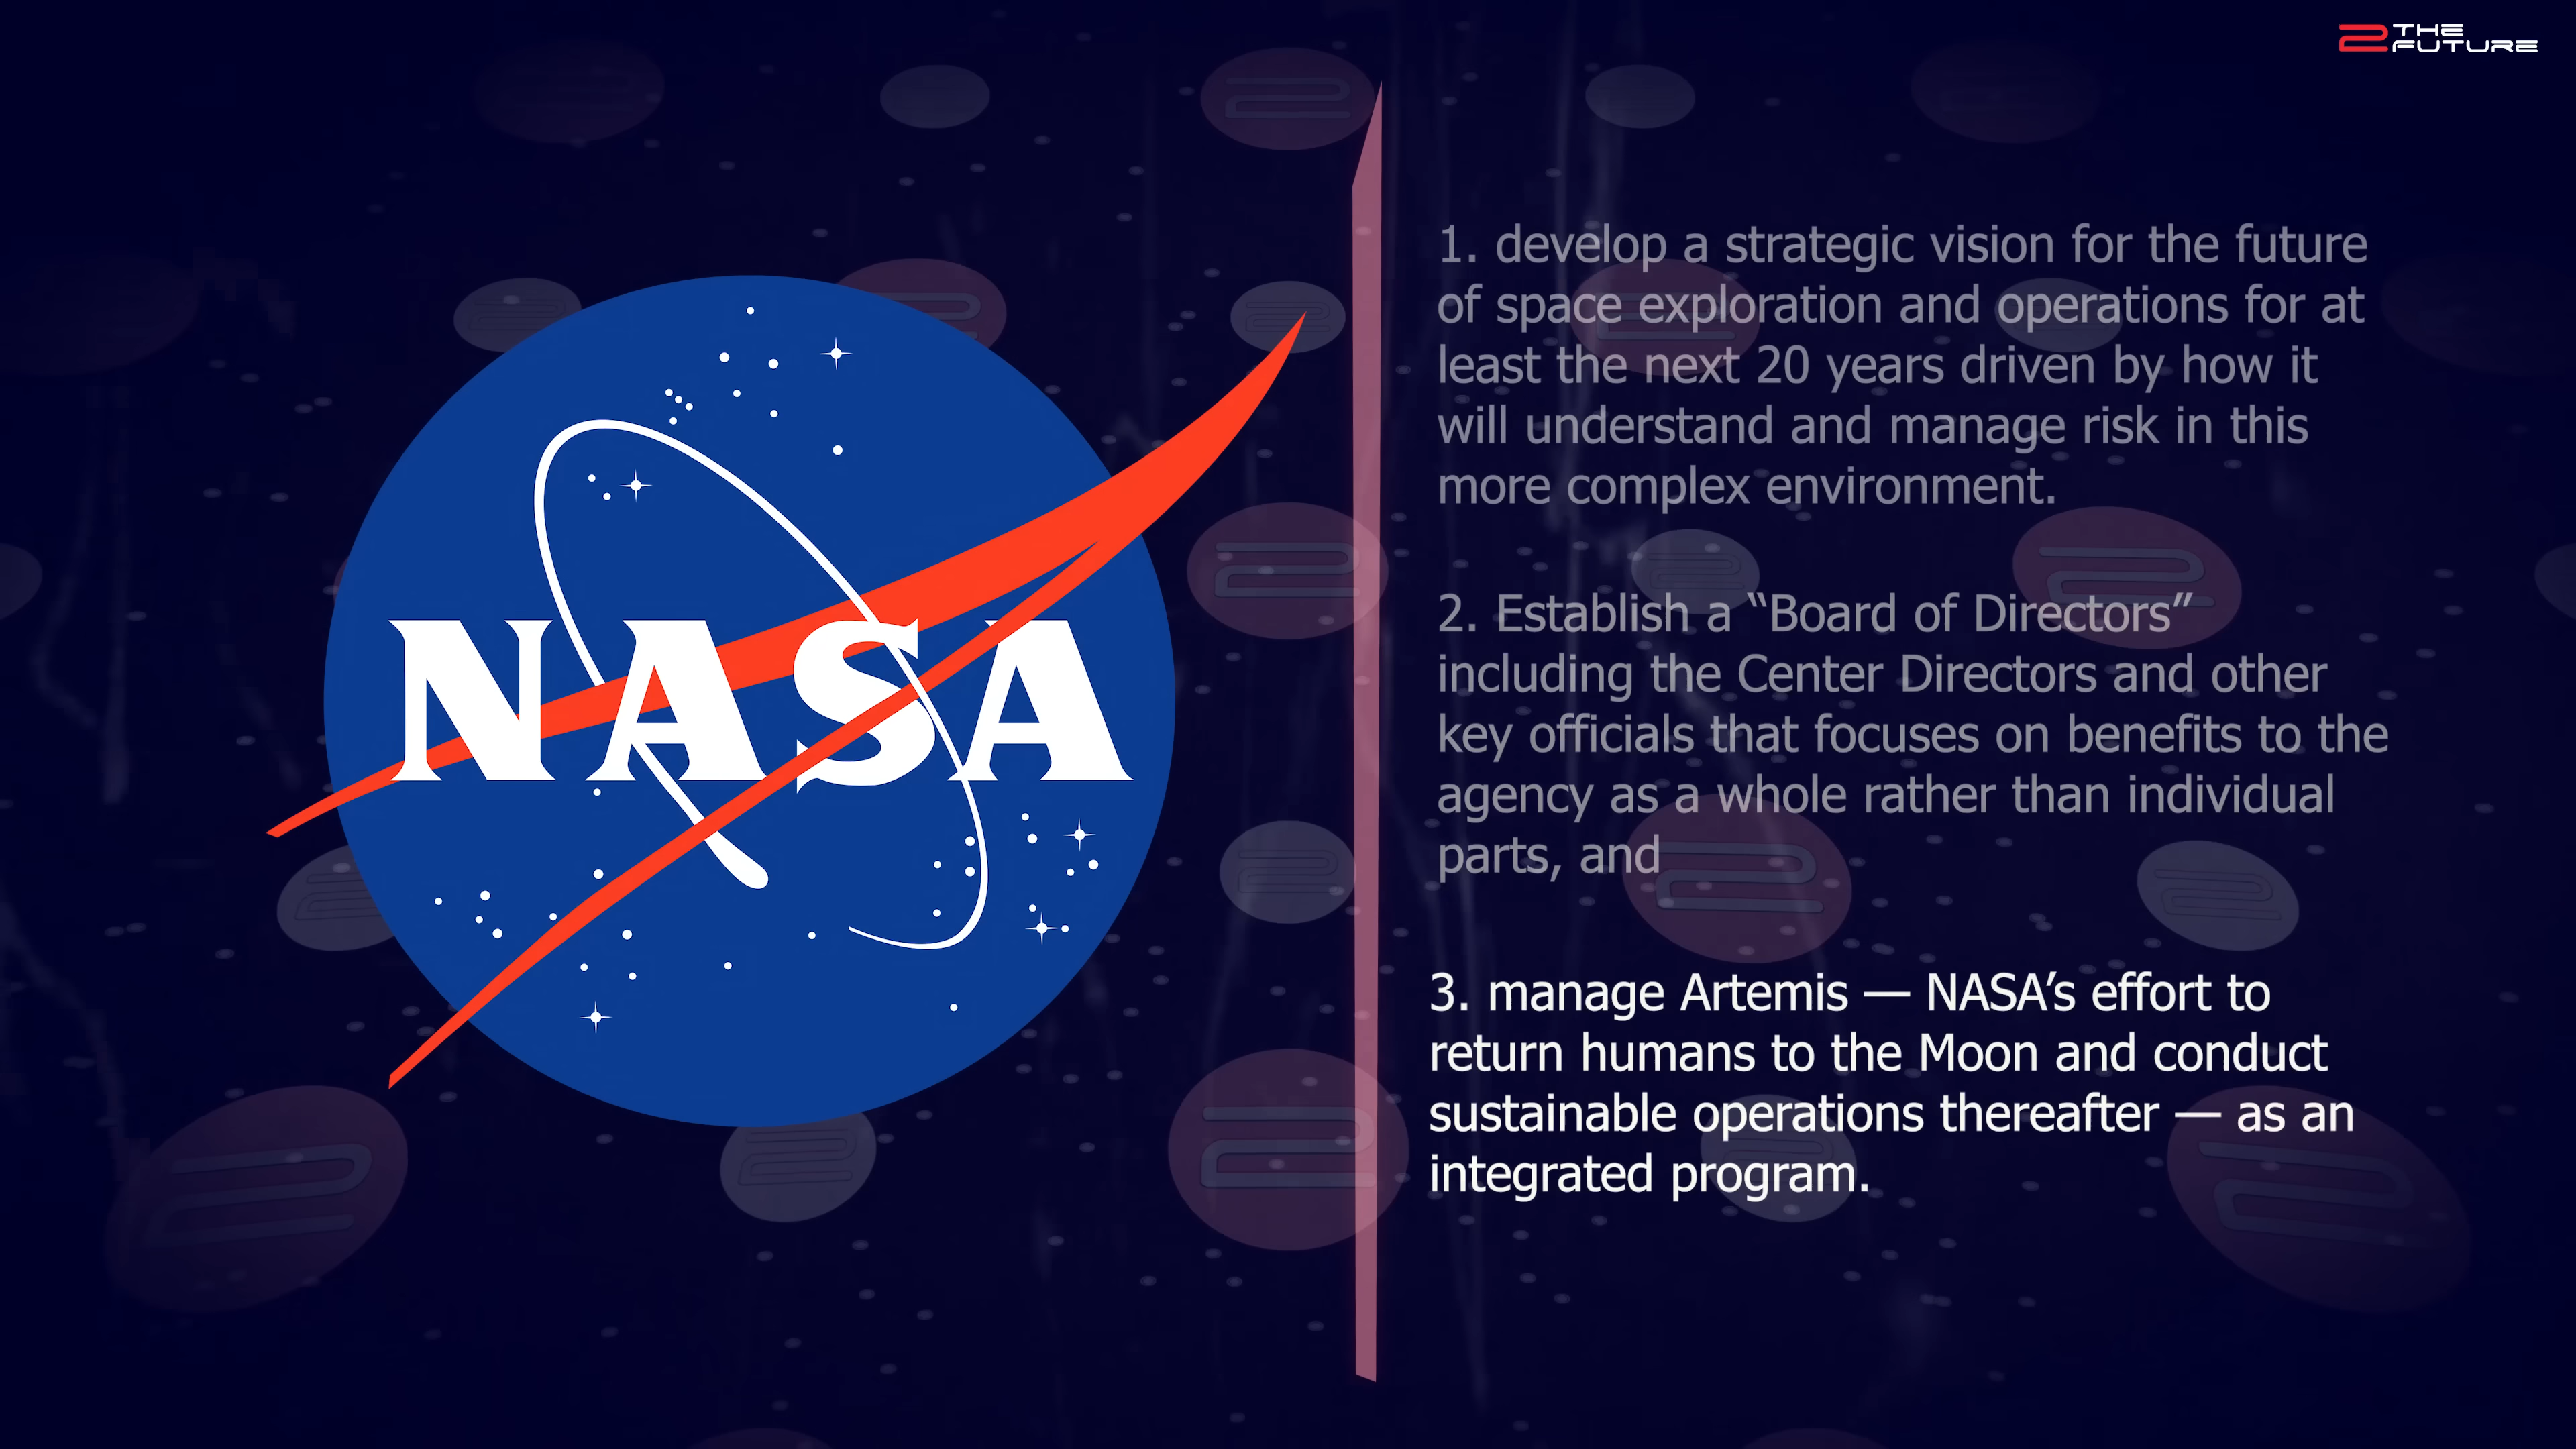 2 THE
FUTURE
NASA
1. develop a strategic vision for the future
of space exploration and operations for at
least the next 20 years driven by how it
will understand and manage risk in this
more complex environment.
2. Establish a “Board of Directors”
including the Center Directors and other
key officials that focuses on benefits to the
agency as a whole rather than individual
parts, and
3. manage Artemis — NASA’s effort to
return humans to the Moon and conduct
sustainable operations thereafter — as an
integrated program.